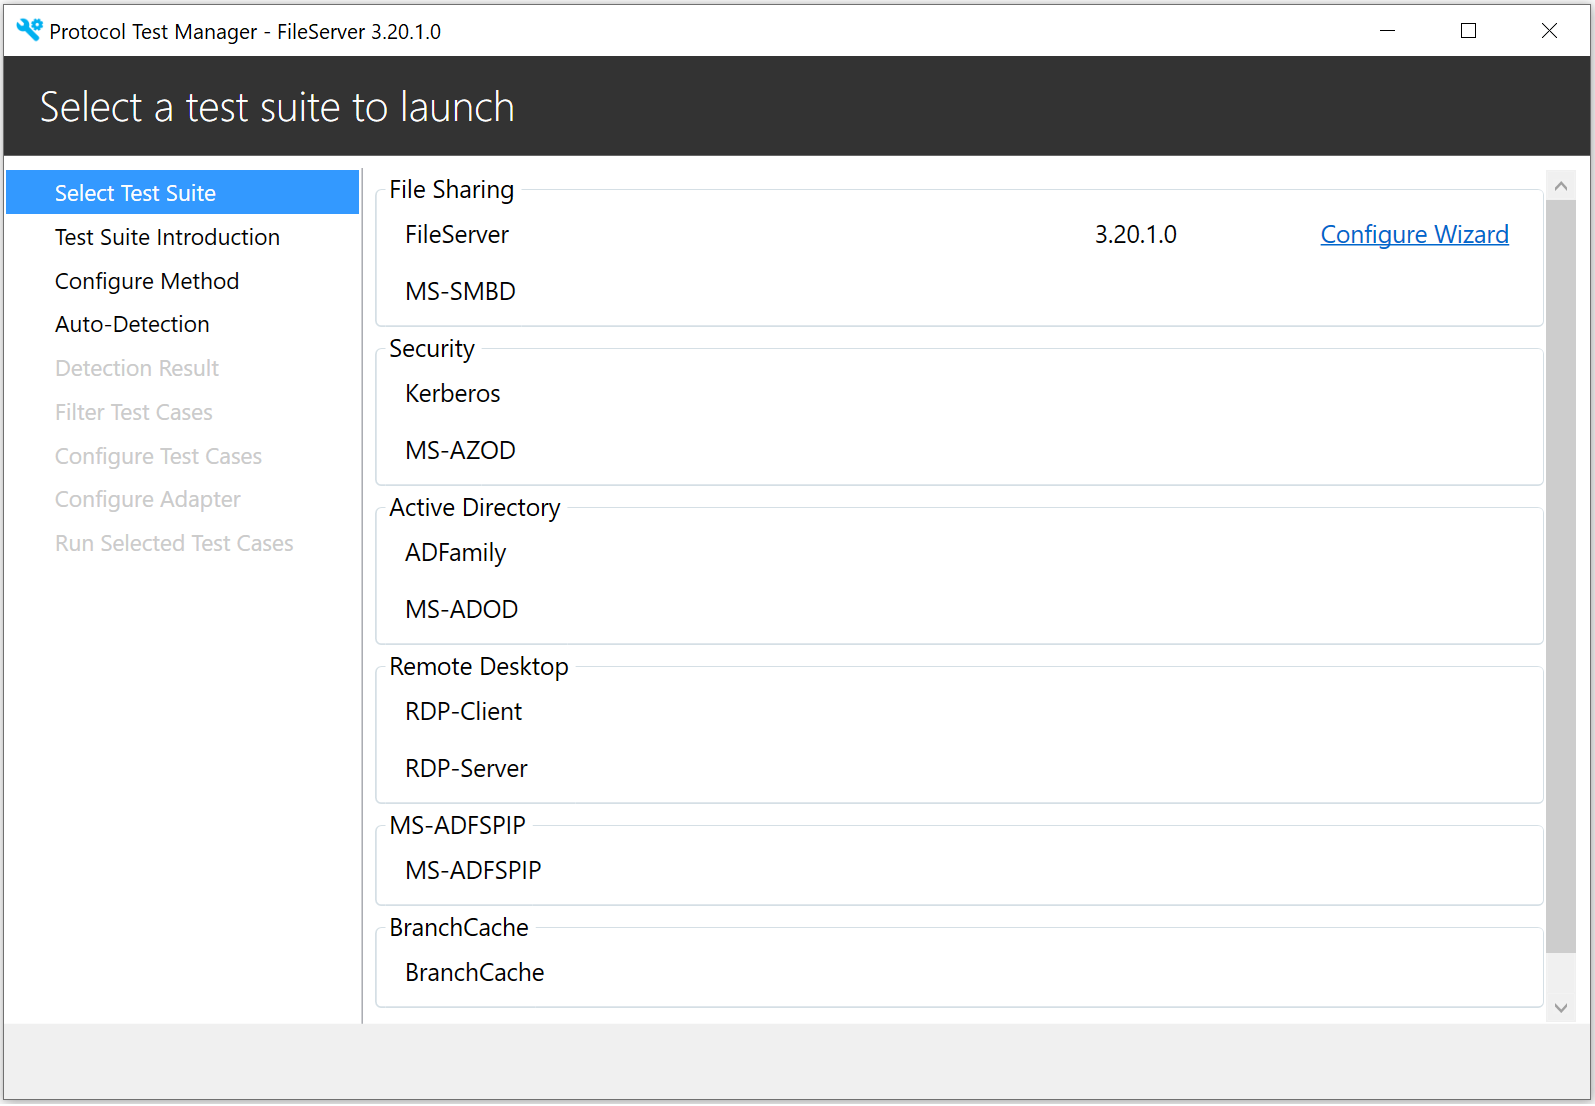 Protocol Test Manager - FileServer 3.20.1.0
Select a test suite to launch
Select Test Suite
Test Suite Introduction
Configure Method
Auto-Detection
Detection Result
Filter Test Cases
Configure Test Cases
Configure Adapter
Run Selected Test Cases
File Sharing
FileServer 3.20.1.0 Configure Wizard
MS-SMBD
Security
Kerberos
MS-AZOD
Active Directory
ADFamily
MS-ADOD
Remote Desktop
RDP-Client
RDP-Server
MS-ADFSPIP
MS-ADFSPIP
BranchCache
BranchCache